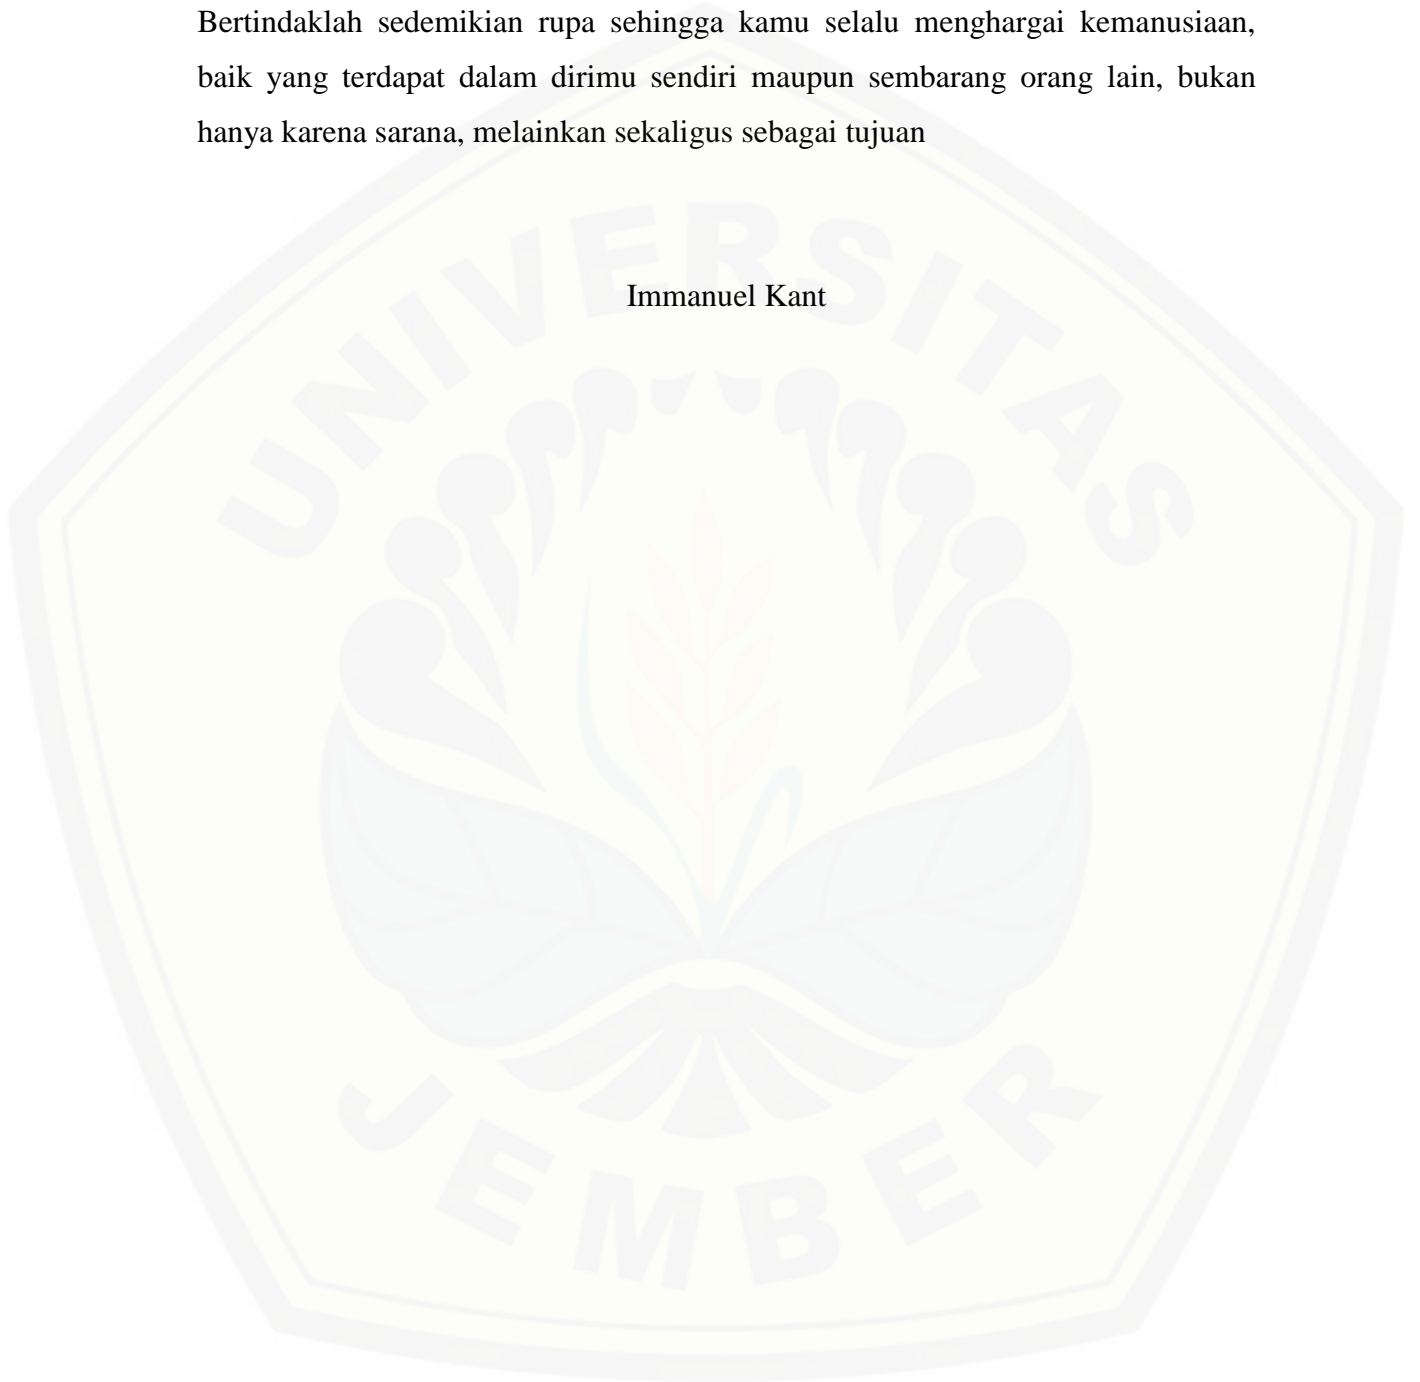 Bertindaklah sedemikian rupa sehingga kamu selalu menghargai kemanusiaan,
baik yang terdapat dalam dirimu sendiri maupun sembarang orang lain, bukan
hanya karena sarana, melainkan sekaligus sebagai tujuan
UNIVERSITAS
Immanuel Kant
JEMBER